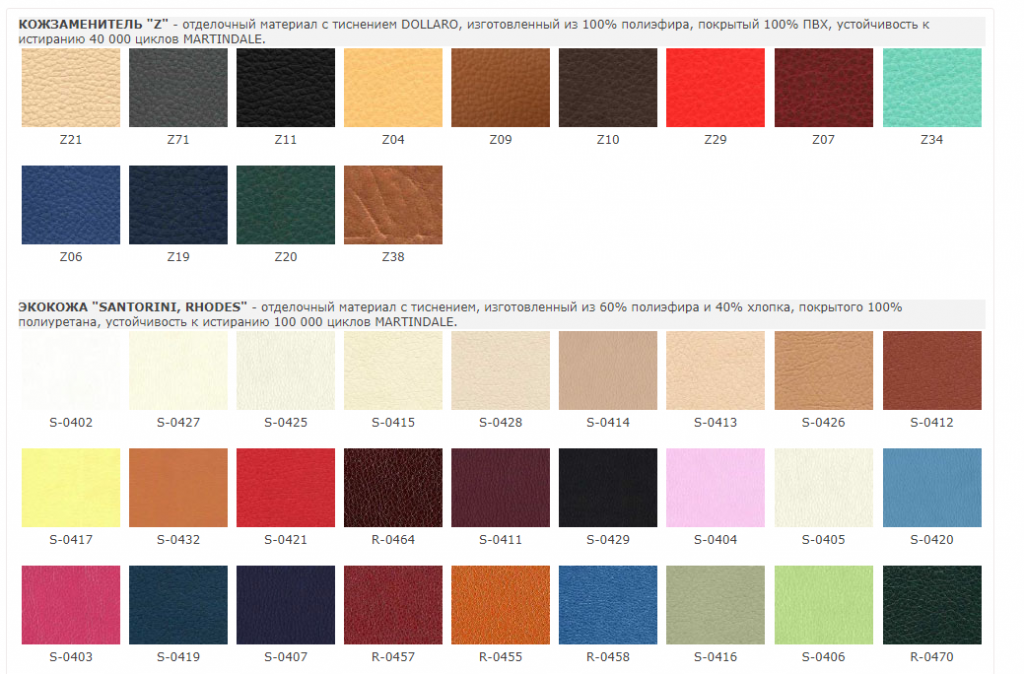 КОЖЗАМЕНИТЕЛЬ "Z" - отделочный материал с тиснением DOLLARO, изготовленный из 100% полиэфира, покрытый 100% ПВХ, устойчивость к
истиранию 40 000 циклов MARTINDALE.
Z21 Z71 Z11 Z04 Z09 Z10 Z29 Z07 Z34
Z06 Z19 Z20 Z38
ЭКОКОЖА "SANTORINI, RHODES" - отделочный материал с тиснением, изготовленный из 60% полиэфира и 40% хлопка, покрытого 100%
полиуретана, устойчивость к истиранию 100 000 циклов MARTINDALE.
S-0402 S-0427 S-0425 S-0415 S-0428 S-0414 S-0413 S-0426 S-0412
S-0417 S-0432 S-0421 R-0464 S-0411 S-0429 S-0404 S-0405 S-0420
S-0403 S-0419 S-0407 R-0457 R-0455 R-0458 S-0416 S-0406 R-0470